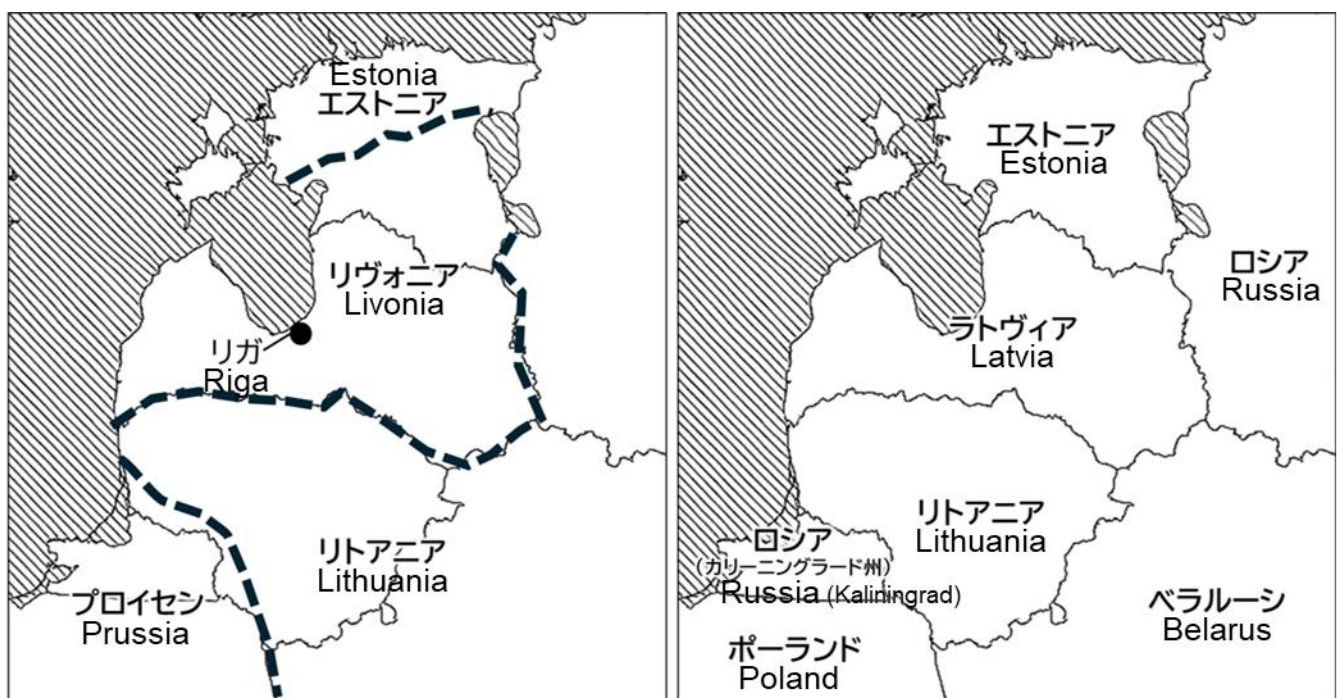 Estonia
エストニア
リヴォニア
Livonia
リガ
Riga
リトアニア
Lithuania
プロイセン
Prussia
エストニア
Estonia
ロシア
Russia
ラトヴィア
Latvia
リトアニア
Lithuania
ロシア
(カリーニングラード州)
Russia (Kaliningrad)
ベラルーシ
Belarus
ポーランド
Poland